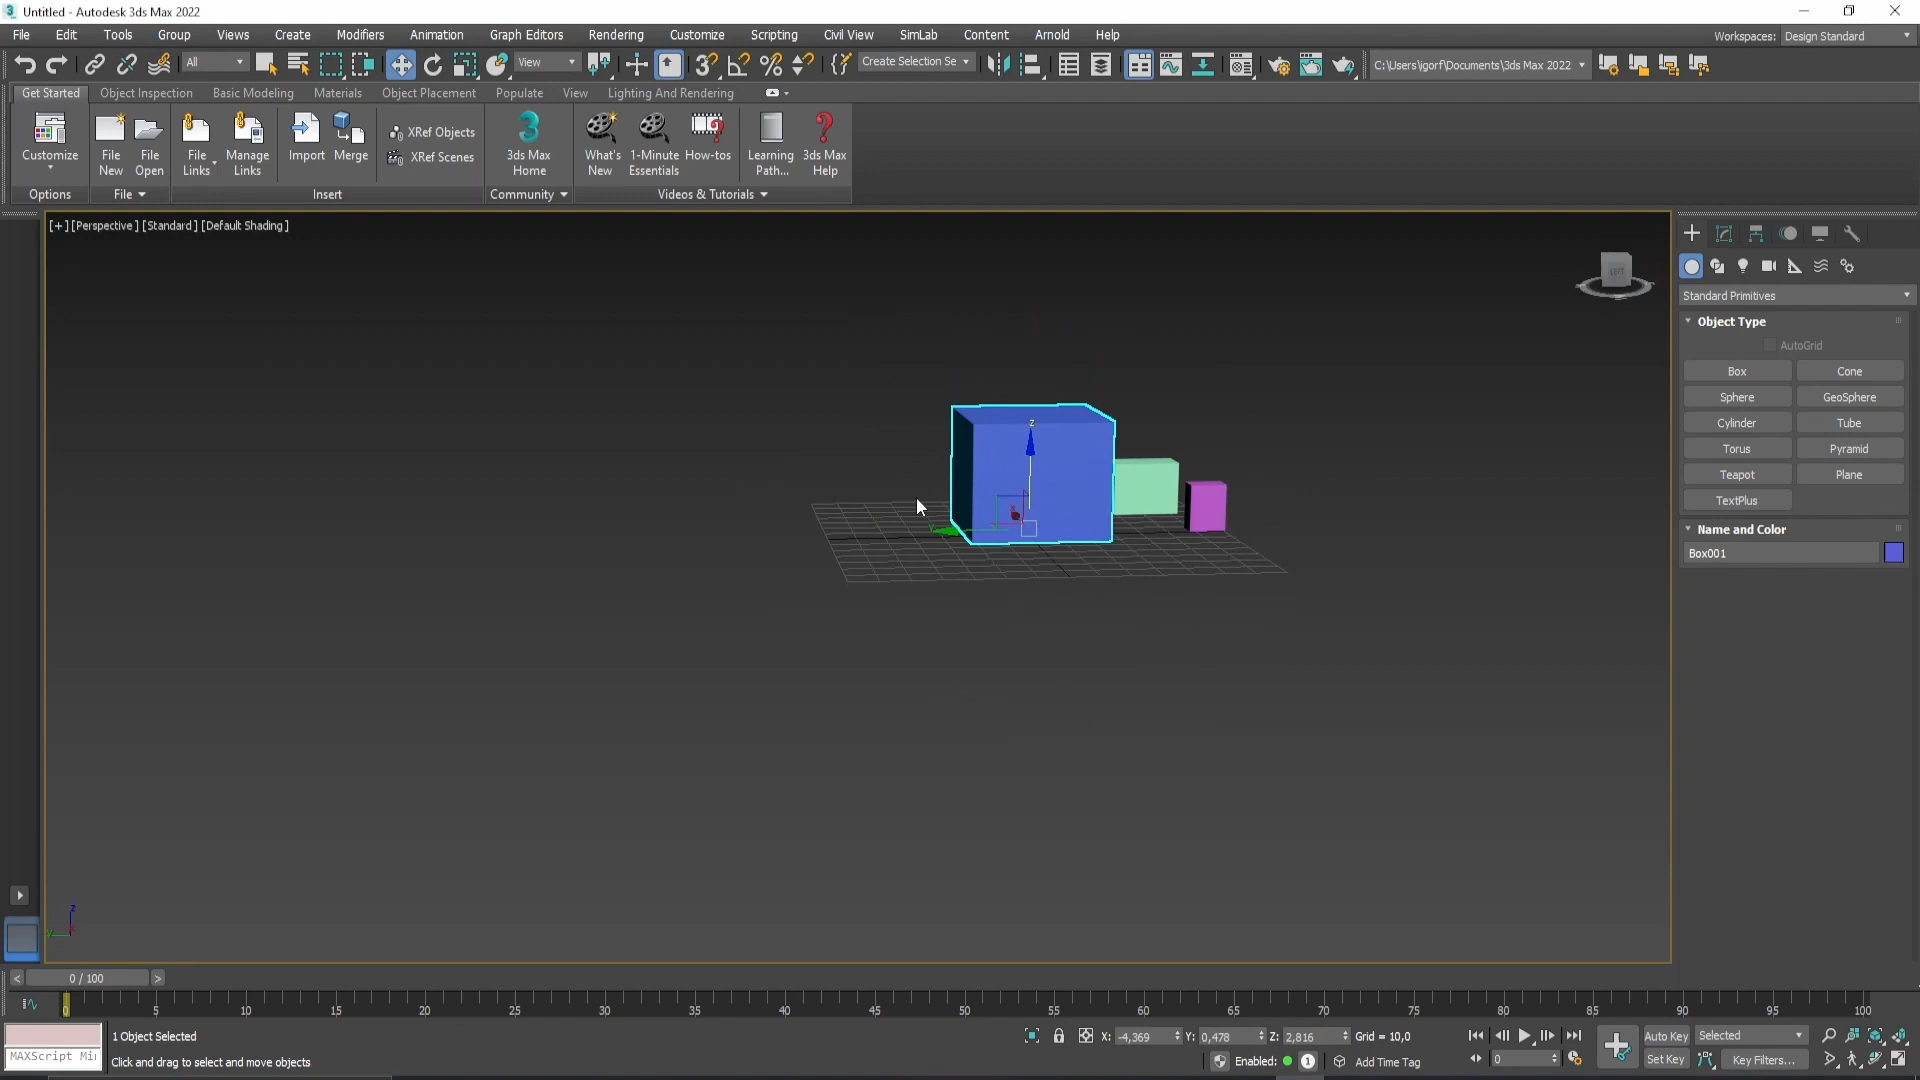 Untitled - Autodesk 3ds Max 2022
File Edit Tools Group Views Create Modifiers Animation Graph Editors Rendering Customize Scripting Civil View SimLab Content Arnold Help Workspaces: Design Standard
All View Create Selection Se C:\Users\jgorf\Documents\3ds Max 2022
Get Started Object Inspection Basic Modeling Materials Object Placement Populate View Lighting And Rendering
Customize
File New
File Open
File Links
Manage Links
Import
Merge
XRef Objects
XRef Scenes
3ds Max Home
What's New
1-Minute Essentials
How-tos
Learning Path...
3ds Max Help
Options File Insert Community Videos & Tutorials
[+] [Perspective] [Standard] [Default Shading]
LEFT
Standard Primitives
Object Type
AutoGrid
Box Cone
Sphere GeoSphere
Cylinder Tube
Torus Pyramid
Teapot Plane
TextPlus
Name and Color
Box001
z
y
x
z
y
x
< 0 / 100 >
0 5 10 15 20 25 30 35 40 45 50 55 60 65 70 75 80 85 90 95 100
1 Object Selected X: -4,369 Y: 0,478 Z: 2,816 Grid = 10,0 Auto Key Selected
MAXScript Mi Click and drag to select and move objects Enabled: 1 Add Time Tag 0 Set Key Key Filters...